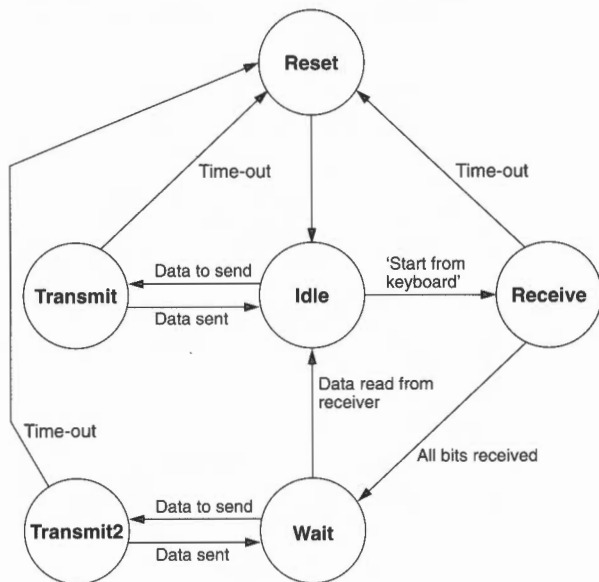 Reset
Time-out
Time-out
Data to send
Transmit
Idle
'Start from
keyboard'
Receive
Data sent
Data read from
receiver
Time-out
All bits received
Data to send
Transmit2
Wait
Data sent